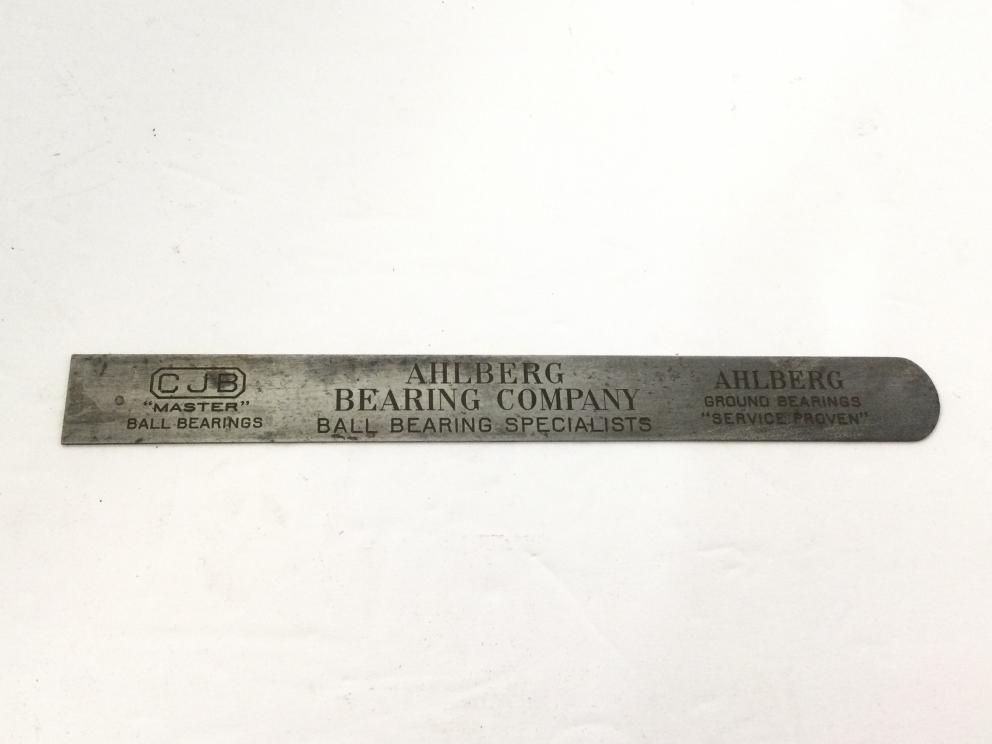 CJB
"MASTER"
BALL BEARINGS
AHLBERG
BEARING COMPANY
BALL BEARING SPECIALISTS
AHLBERG
GROUND BEARINGS
"SERVICE PROVEN"